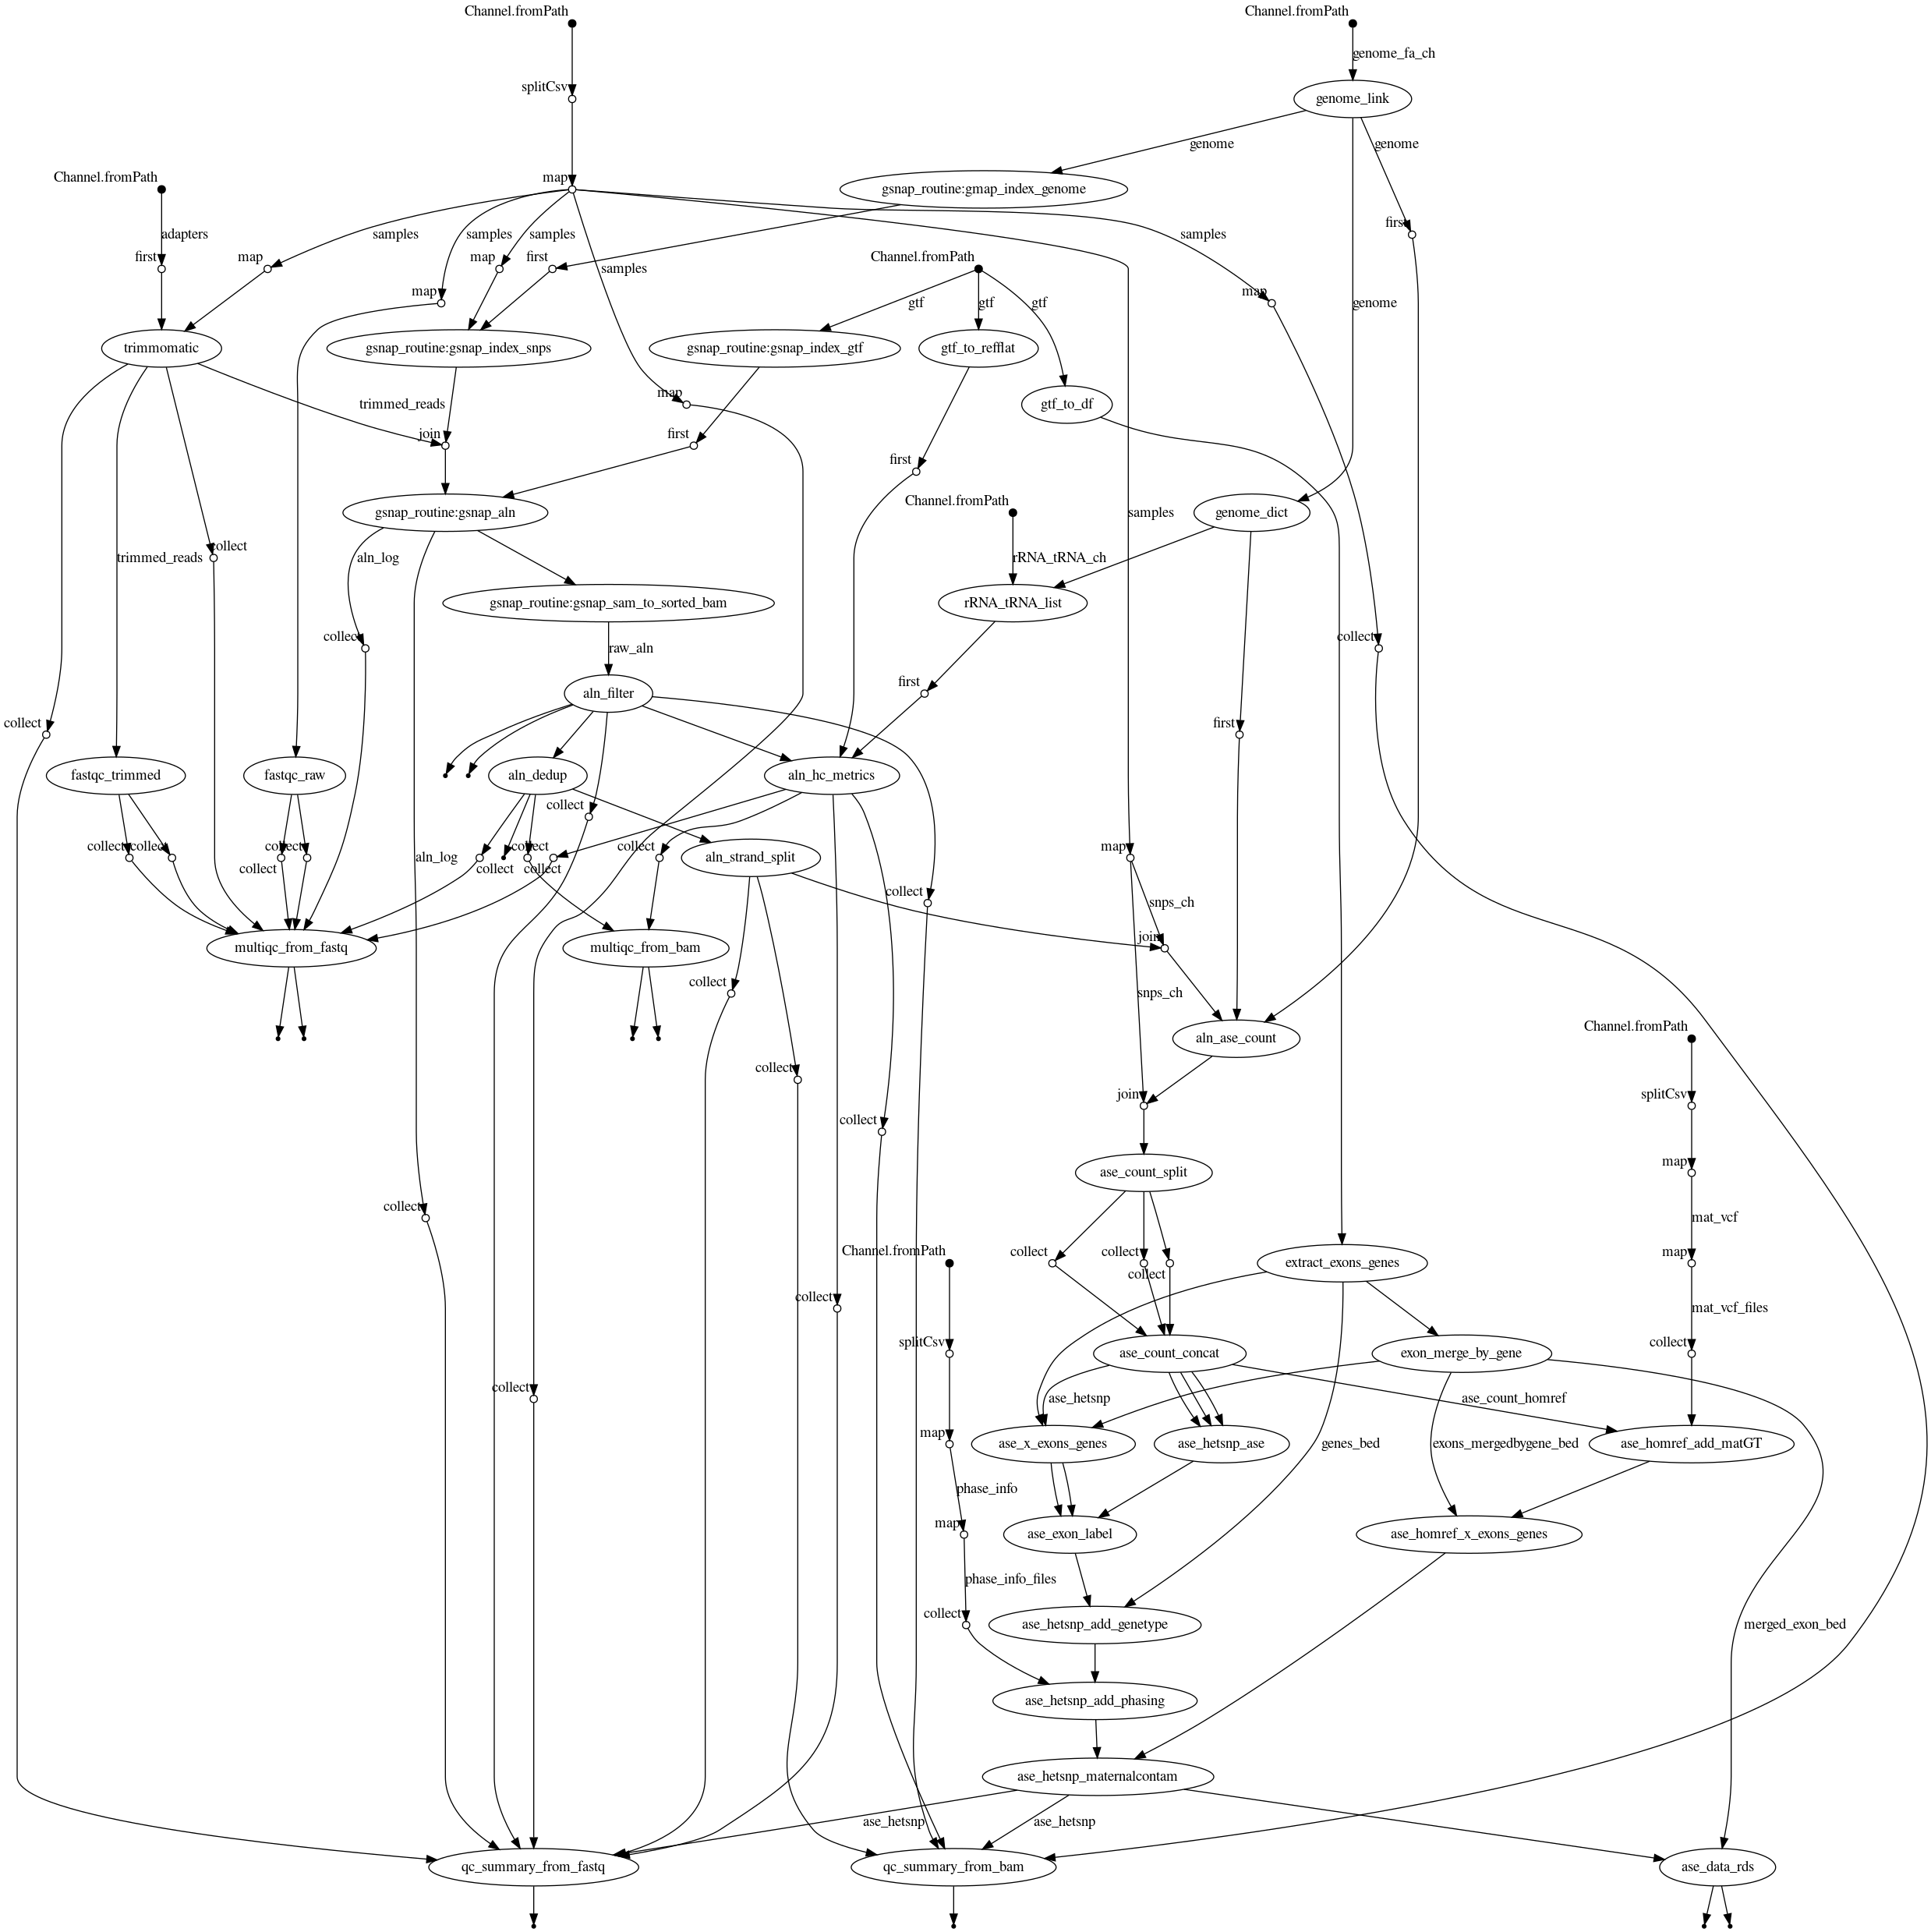 Channel.fromPath
Channel.fromPath
genome_fa_ch
splitCsv
genome_link
genome
genome
Channel.fromPath
map
gsnap_routine:gmap_index_genome
adapters
samples
samples
samples
samples
first
first
map
map
first
Channel.fromPath
samples
map
map
genome
gtf
gtf
gtf
trimmomatic
gsnap_routine:gsnap_index_snps
gsnap_routine:gsnap_index_gtf
gtf_to_refflat
map
trimmed_reads
gtf_to_df
join
first
first
Channel.fromPath
gsnap_routine:gsnap_aln
samples
genome_dict
collect
trimmed_reads
aln_log
rRNA_tRNA_ch
gsnap_routine:gsnap_sam_to_sorted_bam
rRNA_tRNA_list
collect
collect
raw_aln
first
aln_filter
collect
first
fastqc_trimmed
fastqc_raw
aln_dedup
aln_hc_metrics
collect
collect
collect
collect
collect
collect
map
aln_log
aln_strand_split
collect
collect
collect
collect
snps_ch
join
multiqc_from_fastq
multiqc_from_bam
collect
snps_ch
Channel.fromPath
aln_ase_count
collect
join
splitCsv
collect
map
ase_count_split
collect
mat_vcf
Channel.fromPath
collect
collect
extract_exons_genes
map
collect
collect
mat_vcf_files
splitCsv
ase_count_concat
exon_merge_by_gene
collect
collect
ase_hetsnp
ase_count_homref
map
ase_x_exons_genes
ase_hetsnp_ase
genes_bed
exons_mergedbygene_bed
ase_homref_add_matGT
phase_info
map
ase_exon_label
ase_homref_x_exons_genes
phase_info_files
collect
ase_hetsnp_add_genetype
merged_exon_bed
ase_hetsnp_add_phasing
ase_hetsnp_maternalcontam
ase_hetsnp
ase_hetsnp
qc_summary_from_fastq
qc_summary_from_bam
ase_data_rds